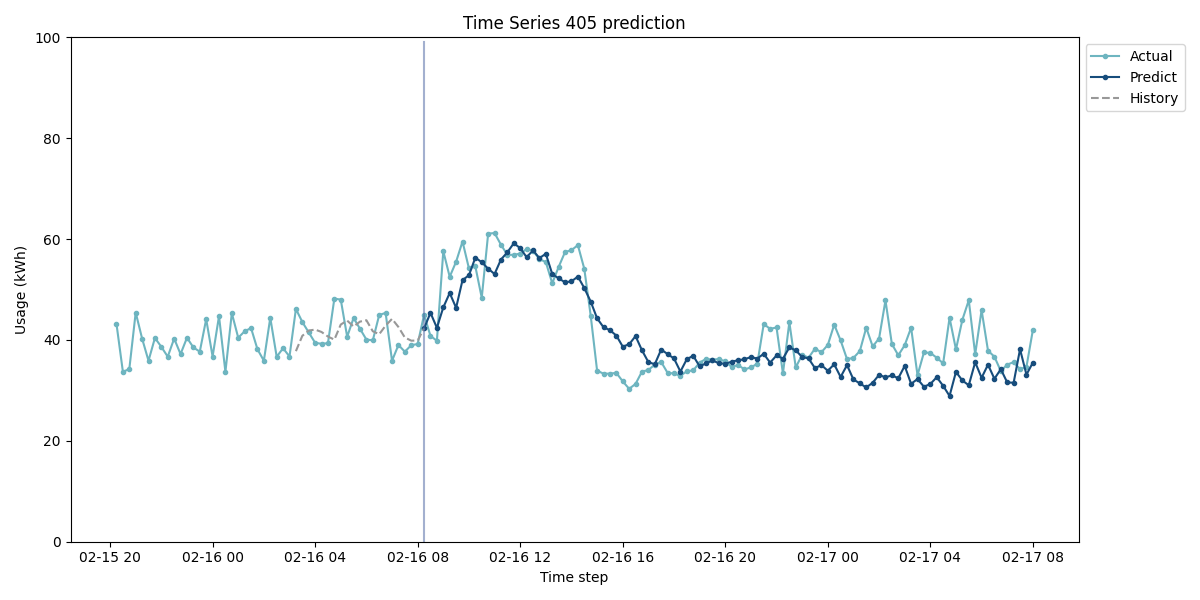 Time Series 405 prediction
100
80
60
40
20
0
Usage (kWh)
02-15 20
02-16 00
02-16 04
02-16 08
02-16 12
02-16 16
02-16 20
02-17 00
02-17 04
02-17 08
Time step
Actual
Predict
History